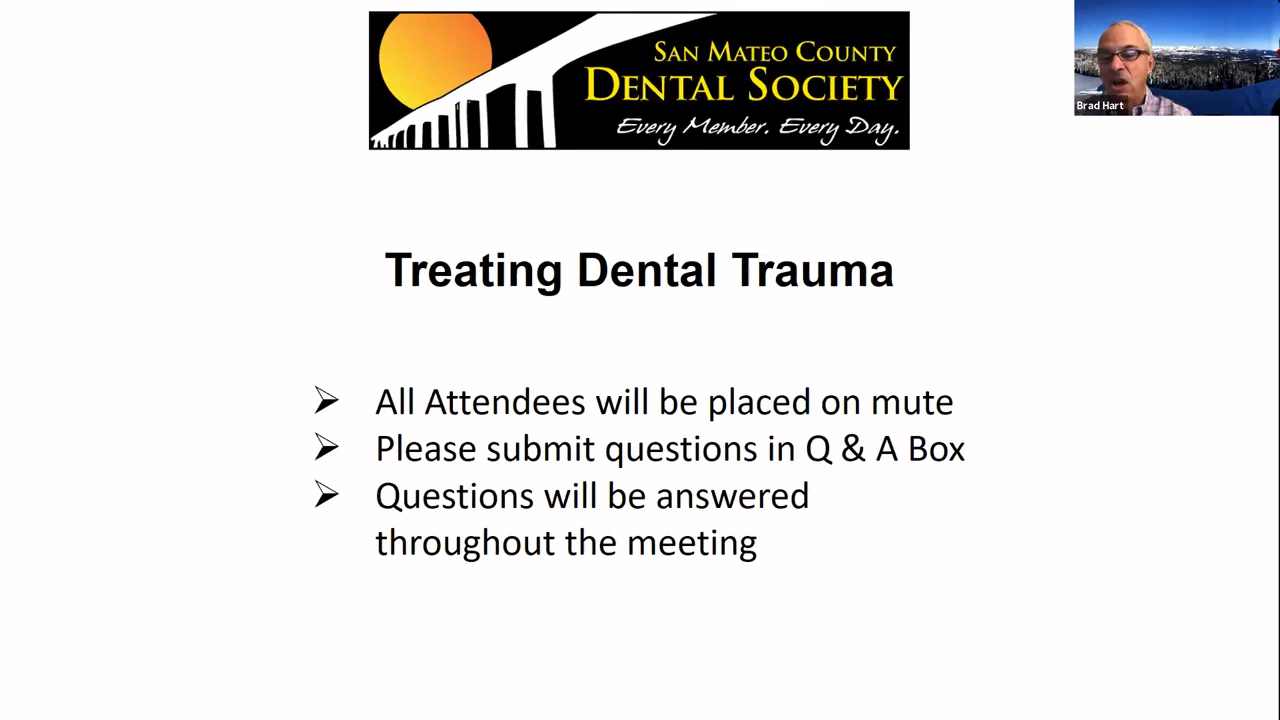 San Mateo County
Dental Society
Every Member. Every Day.
Brad Hart
Treating Dental Trauma
➢ All Attendees will be placed on mute
➢ Please submit questions in Q & A Box
➢ Questions will be answered
throughout the meeting